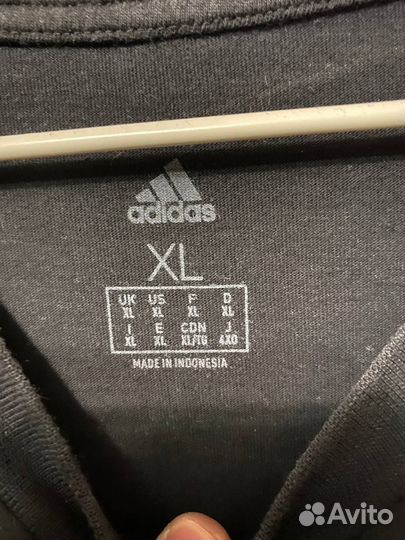 adidas
XL
UK US F D
XL XL XL XL
I E CDN J
XL XL XL/TG 4XO
MADE IN INDONESIA
Avito